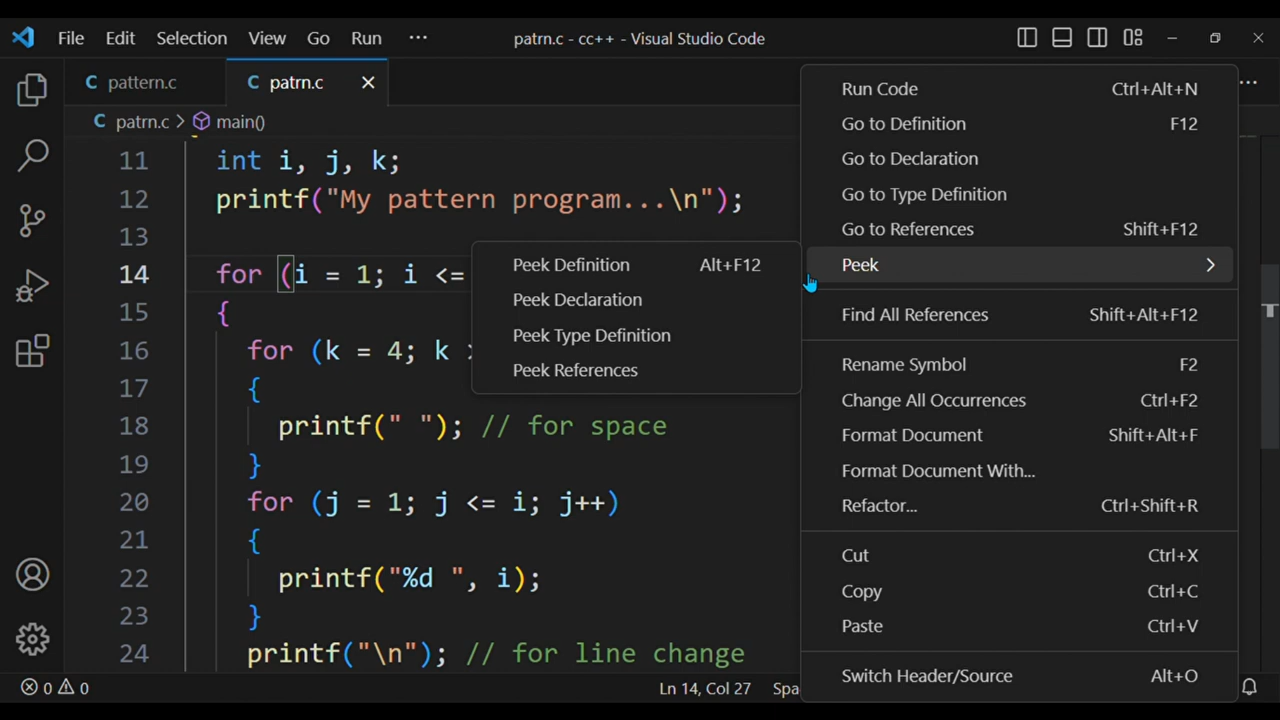 File Edit Selection View Go Run ··· patrn.c - cc++ - Visual Studio Code
C pattern.c C patrn.c
C patrn.c > main()
11 int i, j, k;
12 printf("My pattern program...\n");
13
14 for (i = 1; i <=
15 {
16 for (k = 4; k
17 {
18 printf(" "); // for space
19 }
20 for (j = 1; j <= i; j++)
21 {
22 printf("%d ", i);
23 }
24 printf("\n"); // for line change
Peek Definition Alt+F12
Peek Declaration
Peek Type Definition
Peek References
Run Code Ctrl+Alt+N
Go to Definition F12
Go to Declaration
Go to Type Definition
Go to References Shift+F12
Peek
Find All References Shift+Alt+F12
Rename Symbol F2
Change All Occurrences Ctrl+F2
Format Document Shift+Alt+F
Format Document With...
Refactor... Ctrl+Shift+R
Cut Ctrl+X
Copy Ctrl+C
Paste Ctrl+V
Switch Header/Source Alt+O
0 0 Ln 14, Col 27 Spa